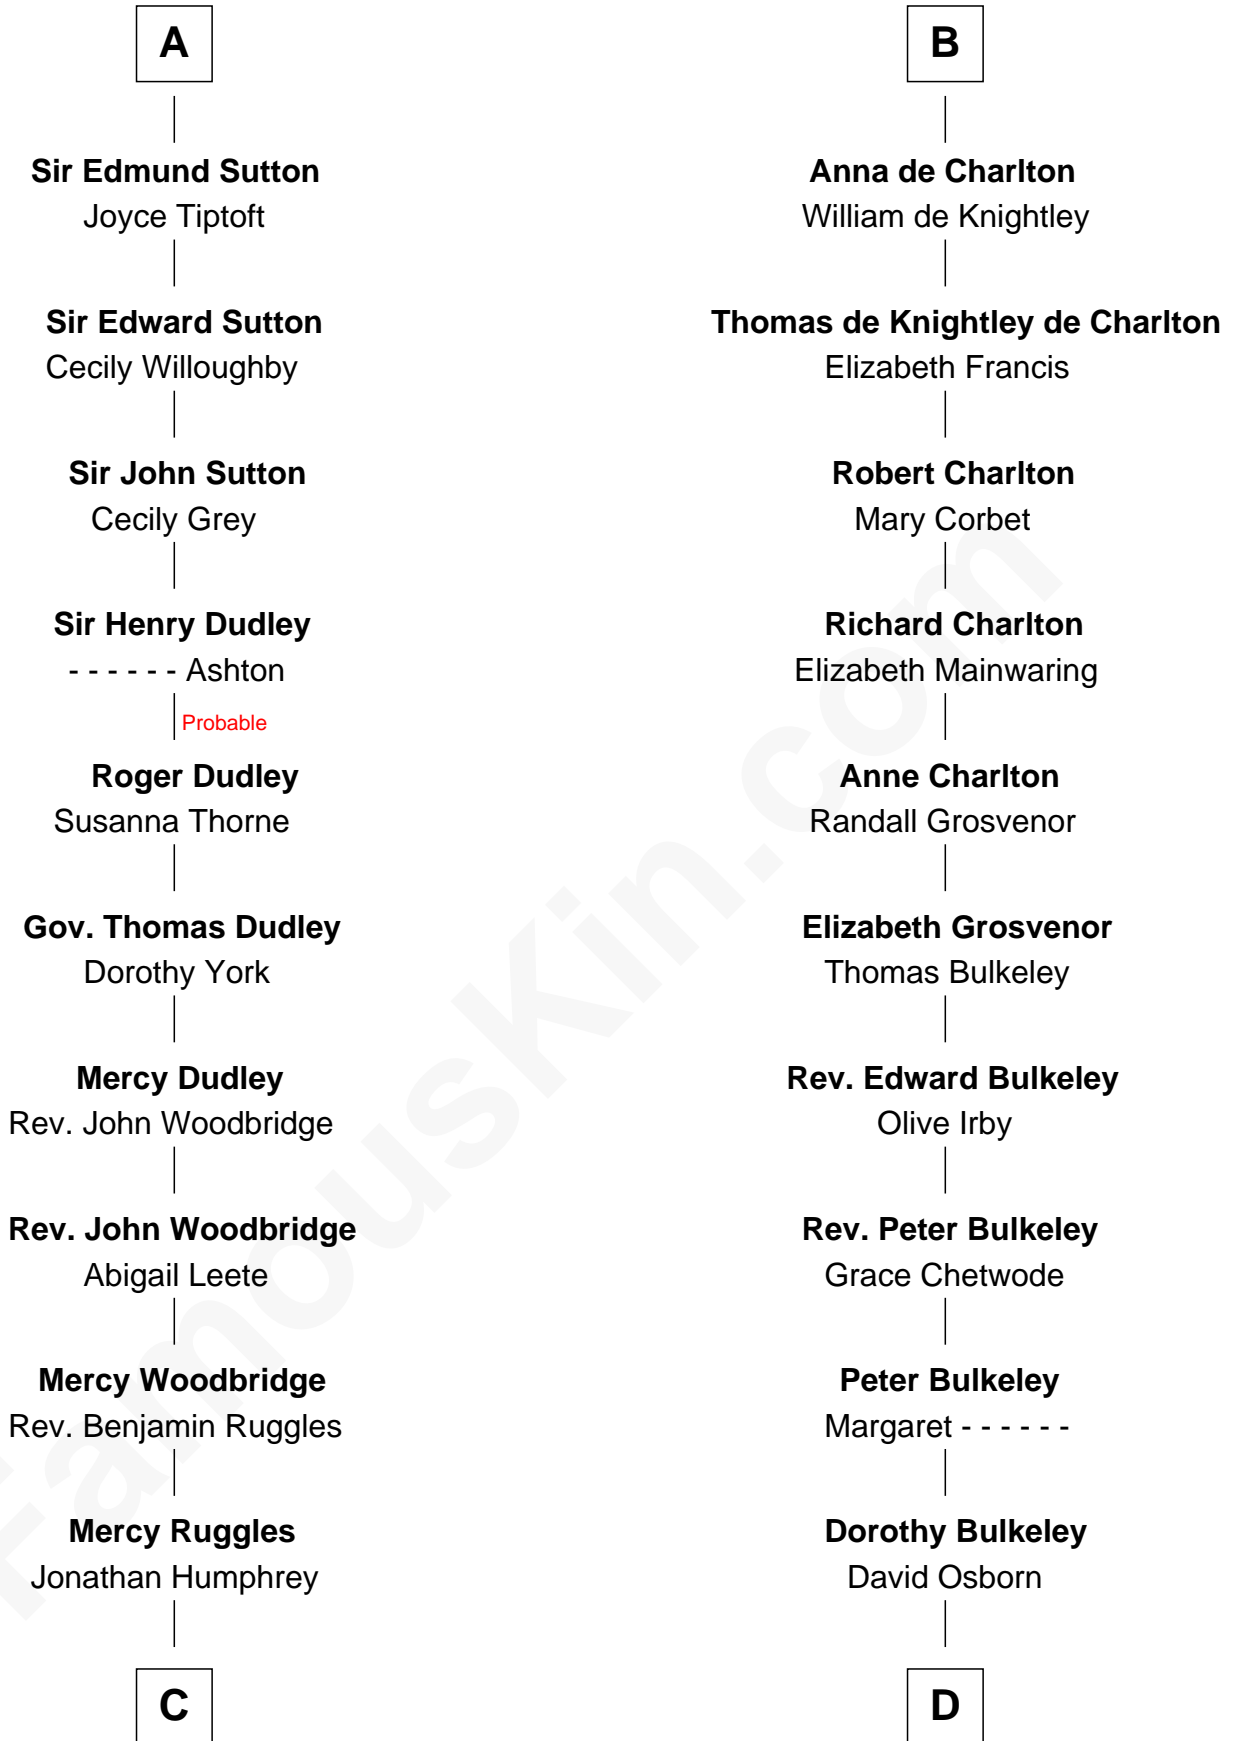 A
Sir Edmund Sutton
Joyce Tiptoft
Sir Edward Sutton
Cecily Willoughby
Sir John Sutton
Cecily Grey
Sir Henry Dudley
- - - - - - Ashton
Probable
Roger Dudley
Susanna Thorne
Gov. Thomas Dudley
Dorothy York
Mercy Dudley
Rev. John Woodbridge
Rev. John Woodbridge
Abigail Leete
Mercy Woodbridge
Rev. Benjamin Ruggles
Mercy Ruggles
Jonathan Humphrey
C
B
Anna de Charlton
William de Knightley
Thomas de Knightley de Charlton
Elizabeth Francis
Robert Charlton
Mary Corbet
Richard Charlton
Elizabeth Mainwaring
Anne Charlton
Randall Grosvenor
Elizabeth Grosvenor
Thomas Bulkeley
Rev. Edward Bulkeley
Olive Irby
Rev. Peter Bulkeley
Grace Chetwode
Peter Bulkeley
Margaret - - - - - -
Dorothy Bulkeley
David Osborn
D
FamousKin.com